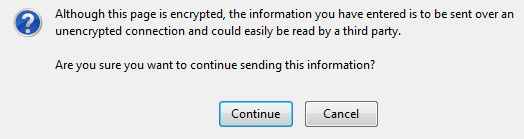 Although this page is encrypted, the information you have entered is to be sent over an
unencrypted connection and could easily be read by a third party.
Are you sure you want to continue sending this information?
Continue
Cancel